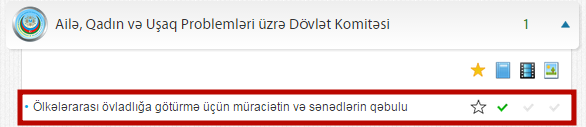 Ailə, Qadın və Uşaq Problemləri üzrə Dövlət Komitəsi 1
• Ölkələrarası övladlığa götürmə üçün müraciətin və sənədlərin qəbulu